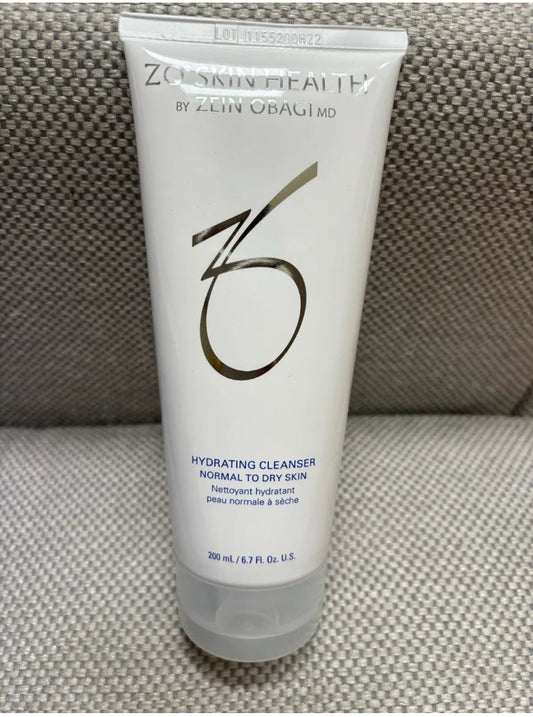 LOT 1155200H22
ZO® SKIN HEALTH
BY ZEIN OBAGI MD
HYDRATING CLEANSER
NORMAL TO DRY SKIN
Nettoyant hydratant
peau normale à sèche
200 mL / 6.7 Fl. Oz. U.S.